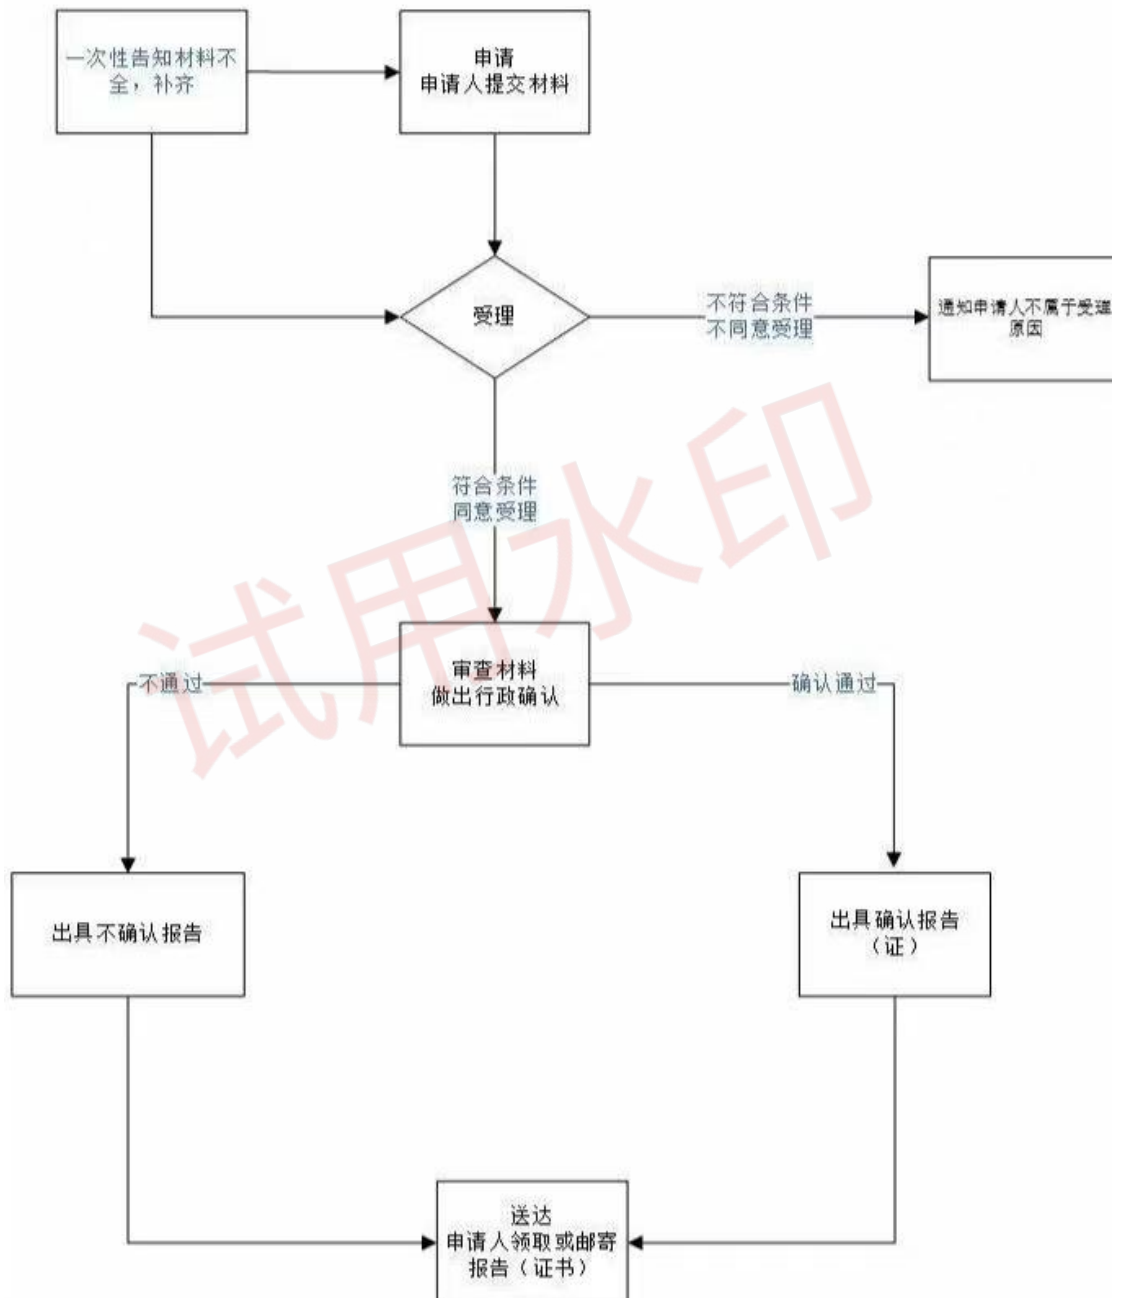 一次性告知材料不
全，补齐
申请
申请人提交材料
受理
不符合条件
不同意受理
通知申请人不属于受理
原因
符合条件
同意受理
试用水印
审查材料
做出行政确认
不通过
确认通过
出具不确认报告
出具确认报告
（证）
送达
申请人领取或邮寄
报告（证书）